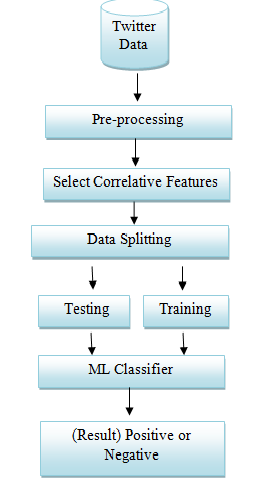 Twitter
Data
Pre-processing
Select Correlative Features
Data Splitting
Testing
Training
ML Classifier
(Result) Positive or
Negative